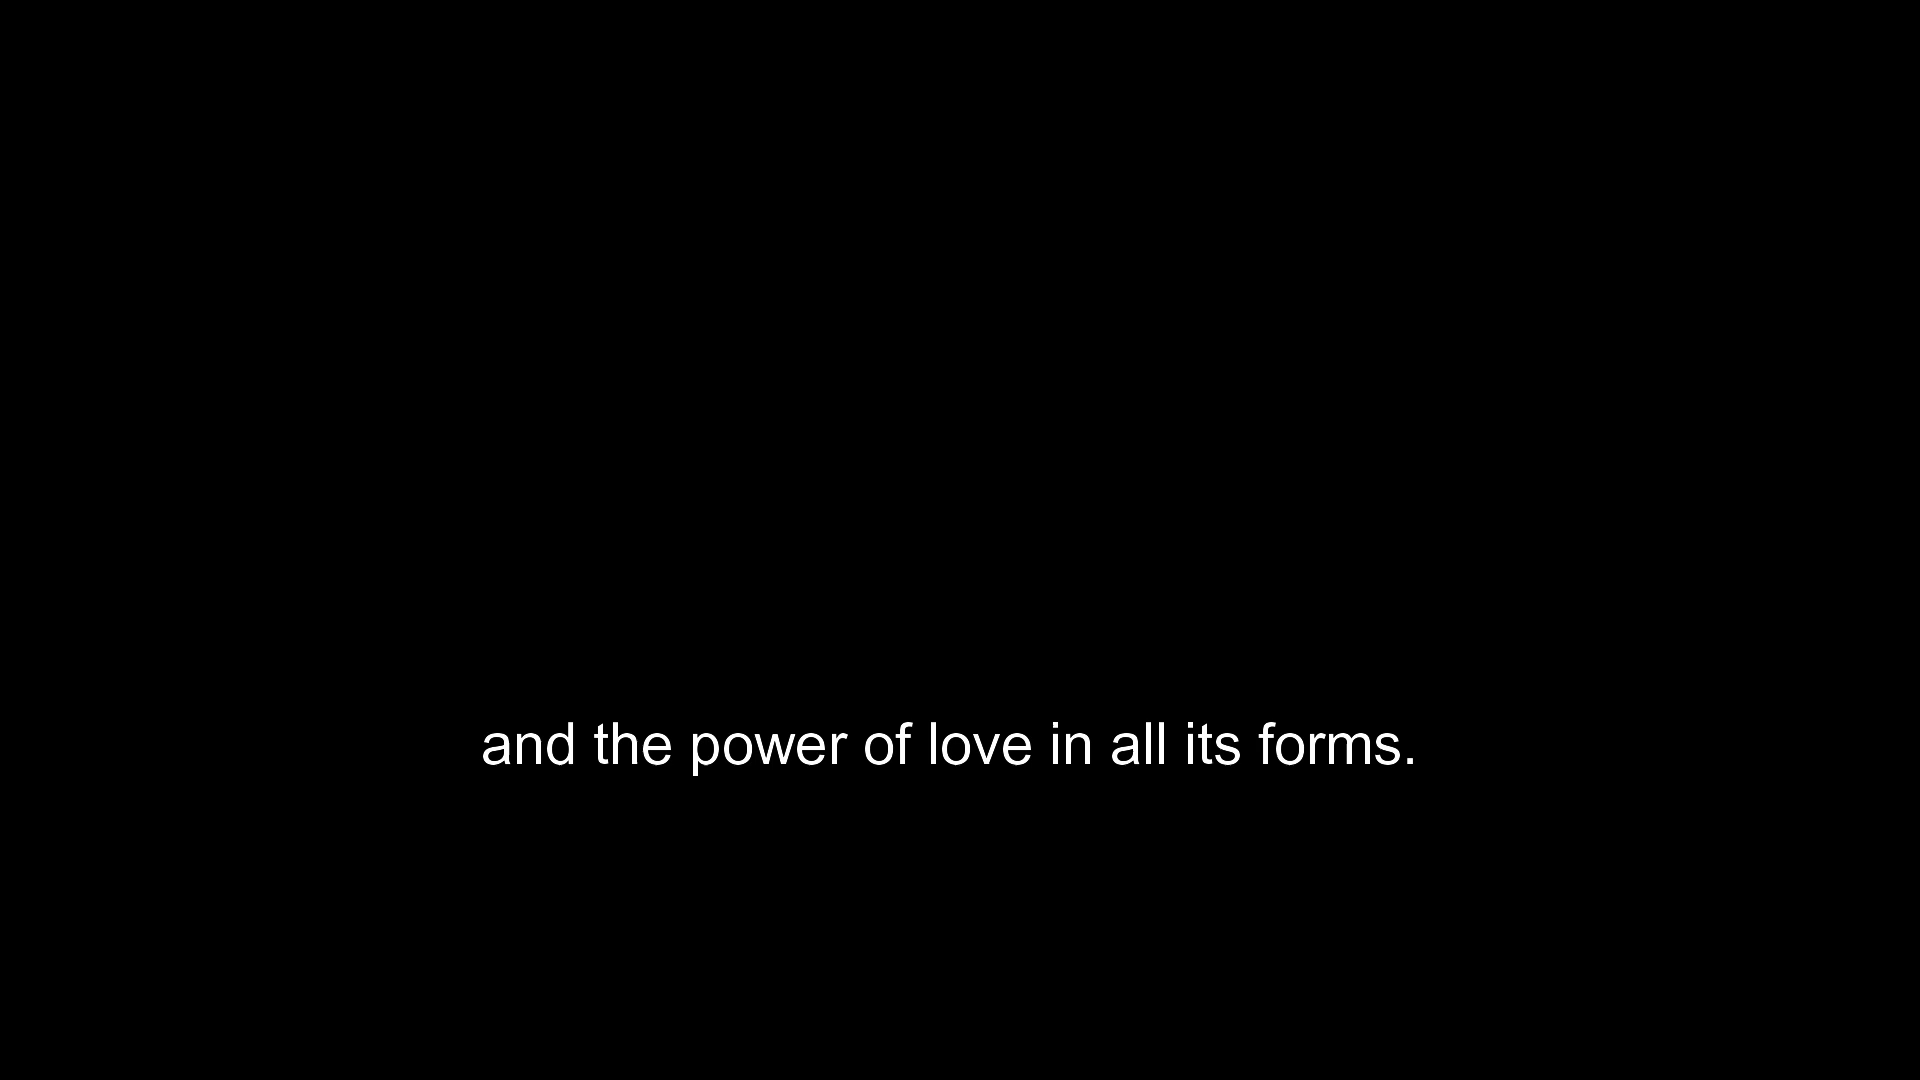 and the power of love in all its forms.